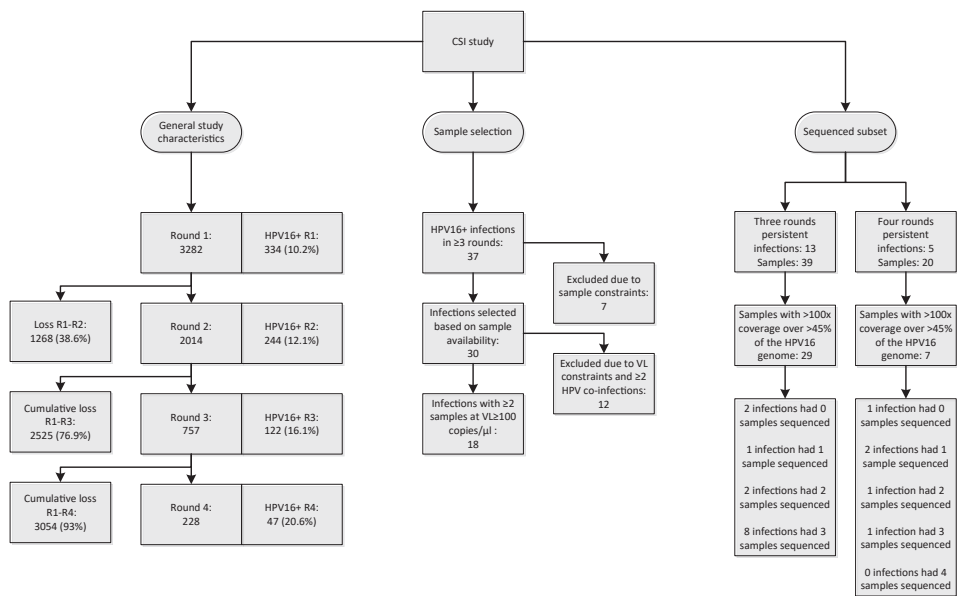 CSI study
General study
characteristics
Round 1:
3282
HPV16+ R1:
334 (10.2%)
Loss R1-R2:
1268 (38.6%)
Round 2:
2014
HPV16+ R2:
244 (12.1%)
Cumulative loss
R1-R3:
2525 (76.9%)
Round 3:
757
HPV16+ R3:
122 (16.1%)
Cumulative loss
R1-R4:
3054 (93%)
Round 4:
228
HPV16+ R4:
47 (20.6%)
Sample selection
HPV16+ infections
in ≥3 rounds:
37
Excluded due to
sample constraints:
7
Infections selected
based on sample
availability:
30
Excluded due to VL
constraints and ≥2
HPV co-infections:
12
Infections with ≥2
samples at VL≥100
copies/µl :
18
Sequenced subset
Three rounds
persistent
infections: 13
Samples: 39
Samples with >100x
coverage over >45%
of the HPV16
genome: 29
2 infections had 0
samples sequenced
1 infection had 1
sample sequenced
2 infections had 2
samples sequenced
8 infections had 3
samples sequenced
Four rounds
persistent
infections: 5
Samples: 20
Samples with >100x
coverage over >45%
of the HPV16
genome: 7
1 infection had 0
samples sequenced
2 infections had 1
sample sequenced
1 infection had 2
samples sequenced
1 infection had 3
samples sequenced
0 infections had 4
samples sequenced